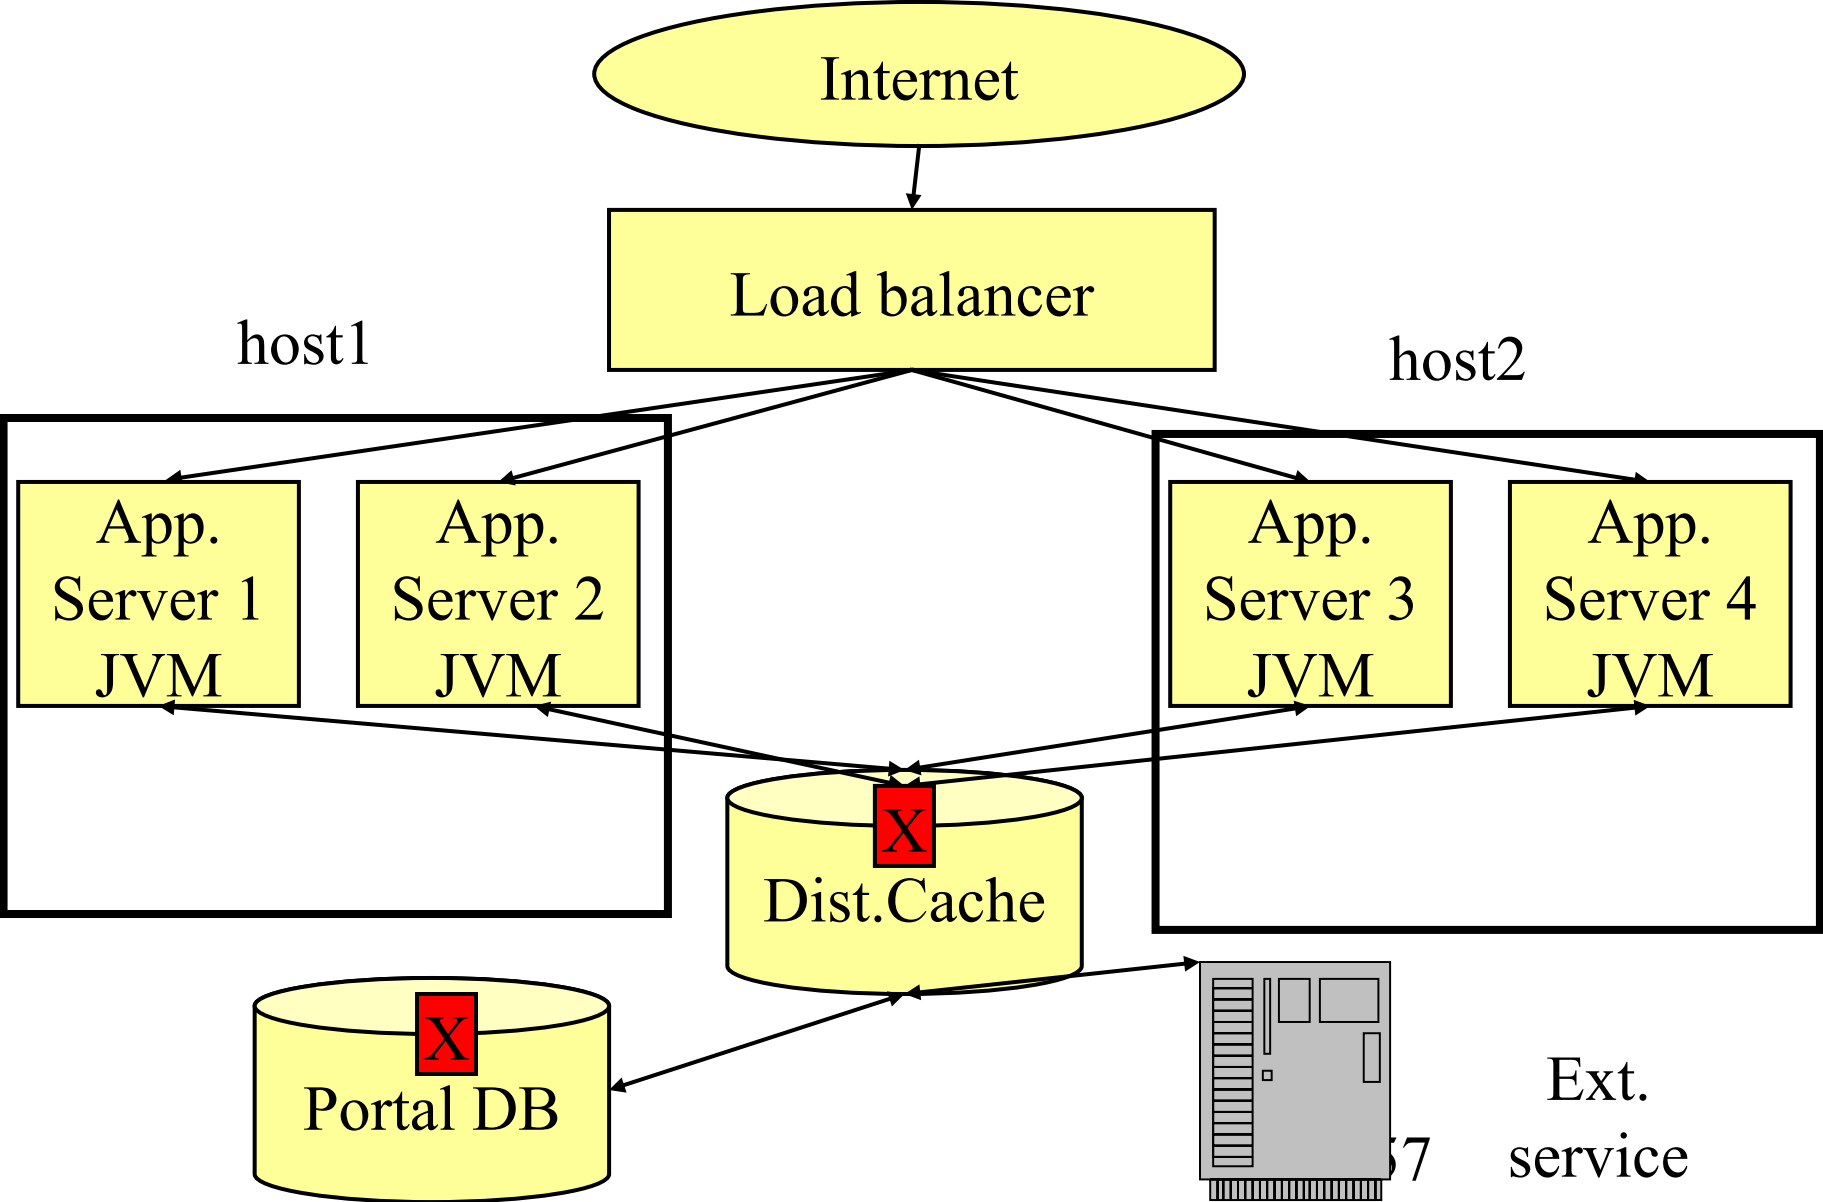 Internet
Load balancer
host1
host2
App.
Server 1
JVM
App.
Server 2
JVM
App.
Server 3
JVM
App.
Server 4
JVM
X
Dist.Cache
X
Portal DB
Ext.
service